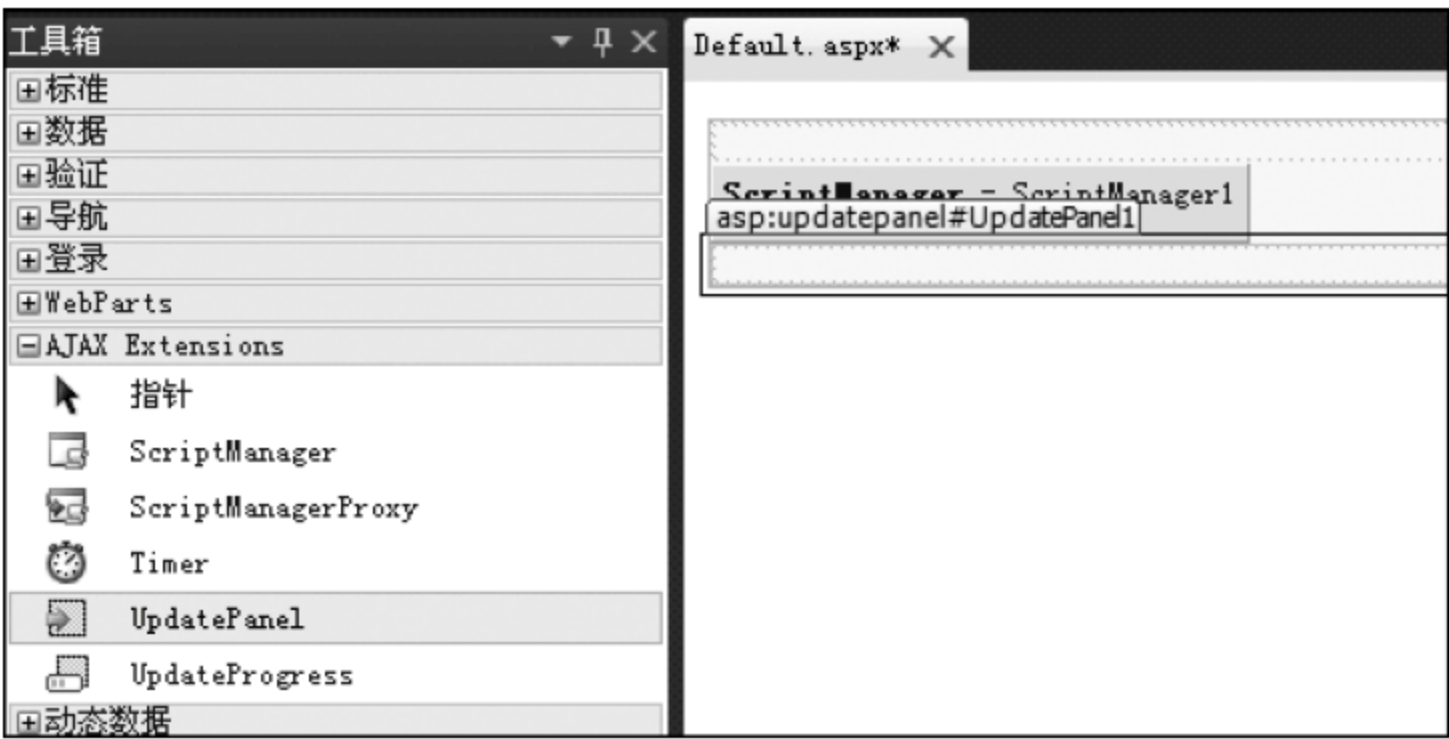 工具箱
标准
数据
验证
导航
登录
WebParts
AJAX Extensions
指针
ScriptManager
ScriptManagerProxy
Timer
UpdatePanel
UpdateProgress
动态数据
Default.aspx*
ScriptManager - ScriptManager1
asp:updatepanel#UpdatePanel1